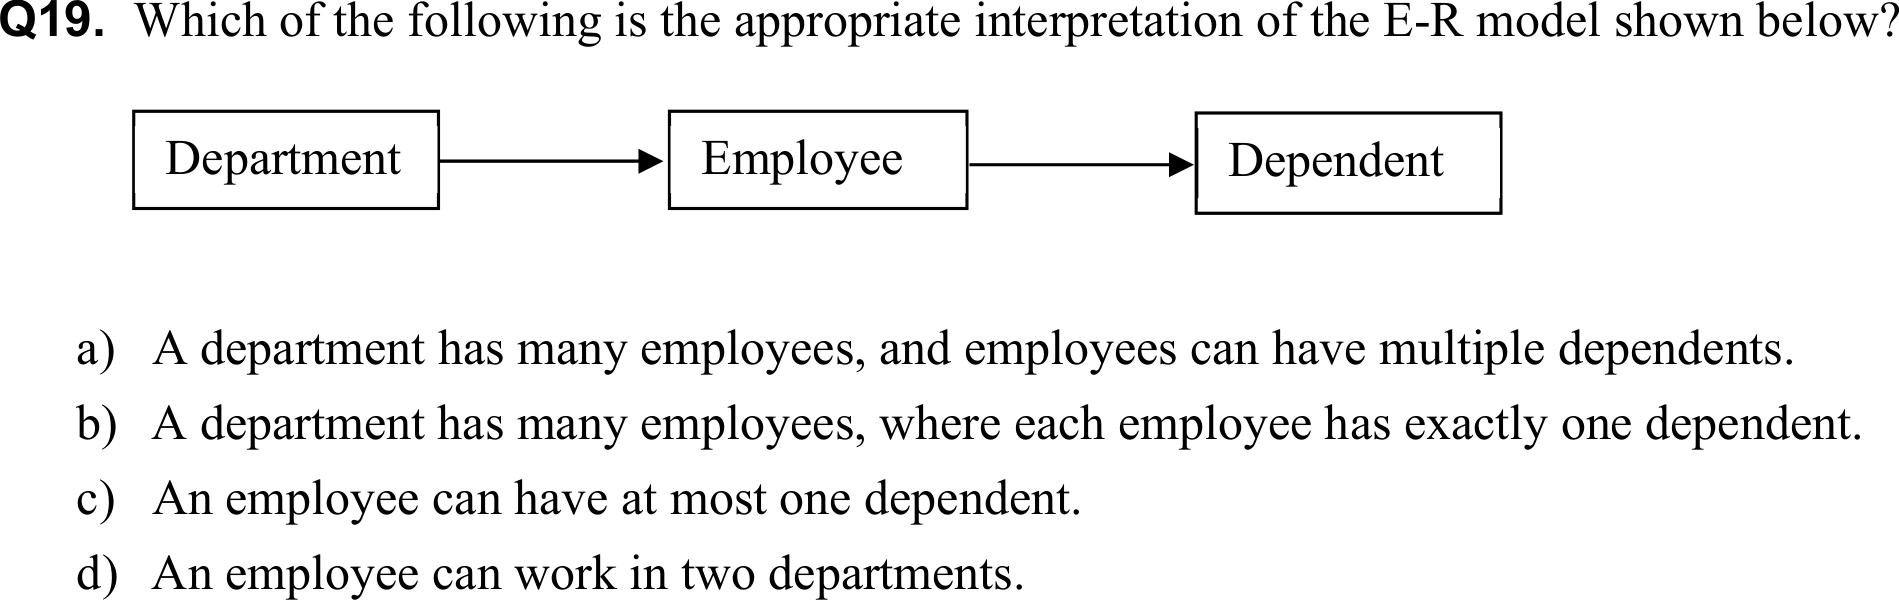 Q19. Which of the following is the appropriate interpretation of the E-R model shown below?
Department Employee Dependent
a) A department has many employees, and employees can have multiple dependents.
b) A department has many employees, where each employee has exactly one dependent.
c) An employee can have at most one dependent.
d) An employee can work in two departments.